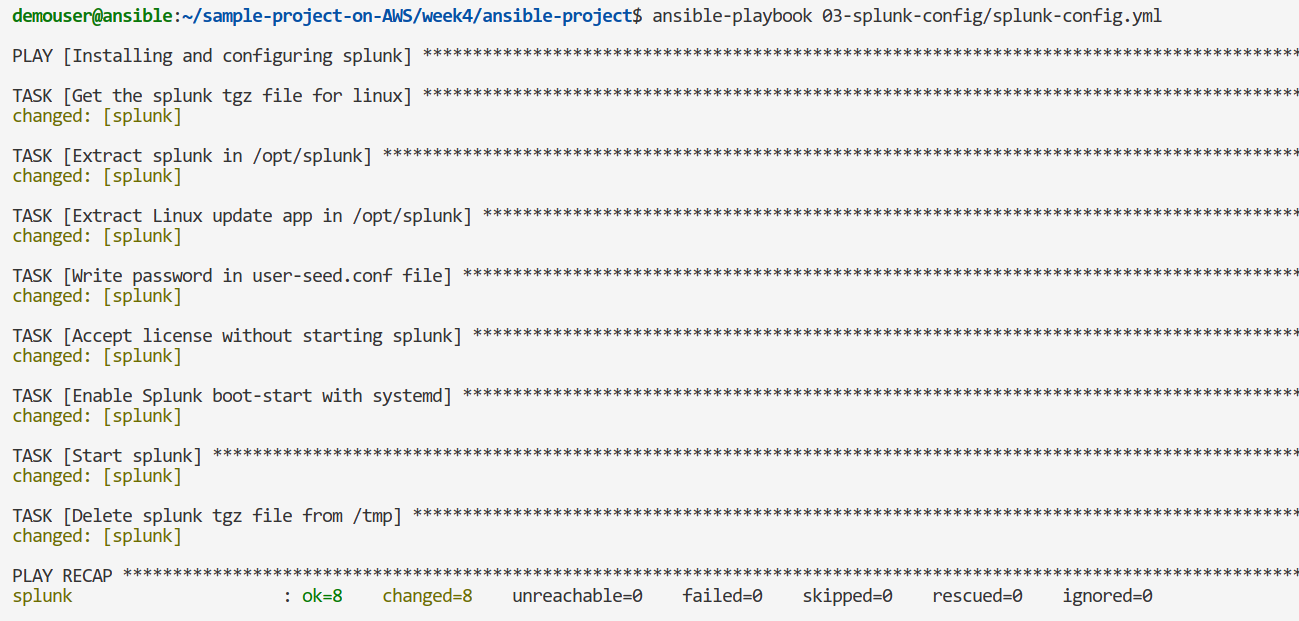 demouser@ansible:~/sample-project-on-AWS/week4/ansible-project$ ansible-playbook 03-splunk-config/splunk-config.yml
PLAY [Installing and configuring splunk] ****************************************************************************************
TASK [Get the splunk tgz file for linux] ****************************************************************************************
changed: [splunk]
TASK [Extract splunk in /opt/splunk] ********************************************************************************************
changed: [splunk]
TASK [Extract Linux update app in /opt/splunk] **********************************************************************************
changed: [splunk]
TASK [Write password in user-seed.conf file] ************************************************************************************
changed: [splunk]
TASK [Accept license without starting splunk] ***********************************************************************************
changed: [splunk]
TASK [Enable Splunk boot-start with systemd] ************************************************************************************
changed: [splunk]
TASK [Start splunk] *************************************************************************************************************
changed: [splunk]
TASK [Delete splunk tgz file from /tmp] *****************************************************************************************
changed: [splunk]
PLAY RECAP **********************************************************************************************************************
splunk                     : ok=8    changed=8    unreachable=0    failed=0    skipped=0    rescued=0    ignored=0